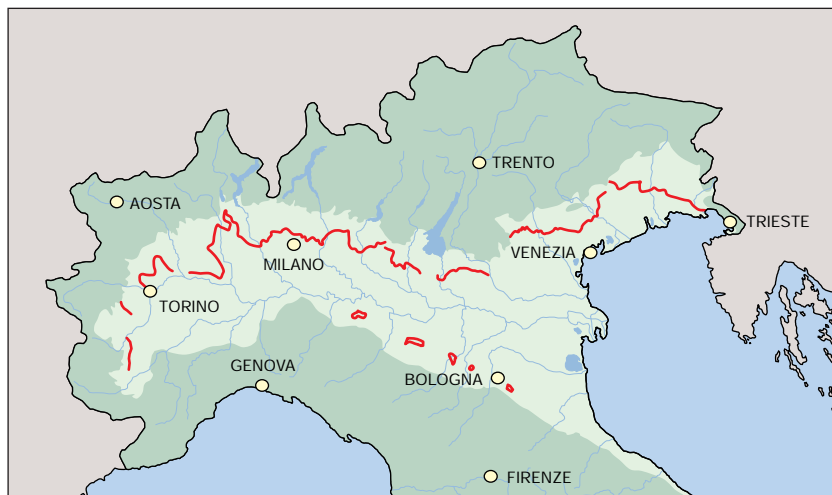 TRENTO
AOSTA
TRIESTE
VENEZIA
MILANO
TORINO
GENOVA
BOLOGNA
FIRENZE